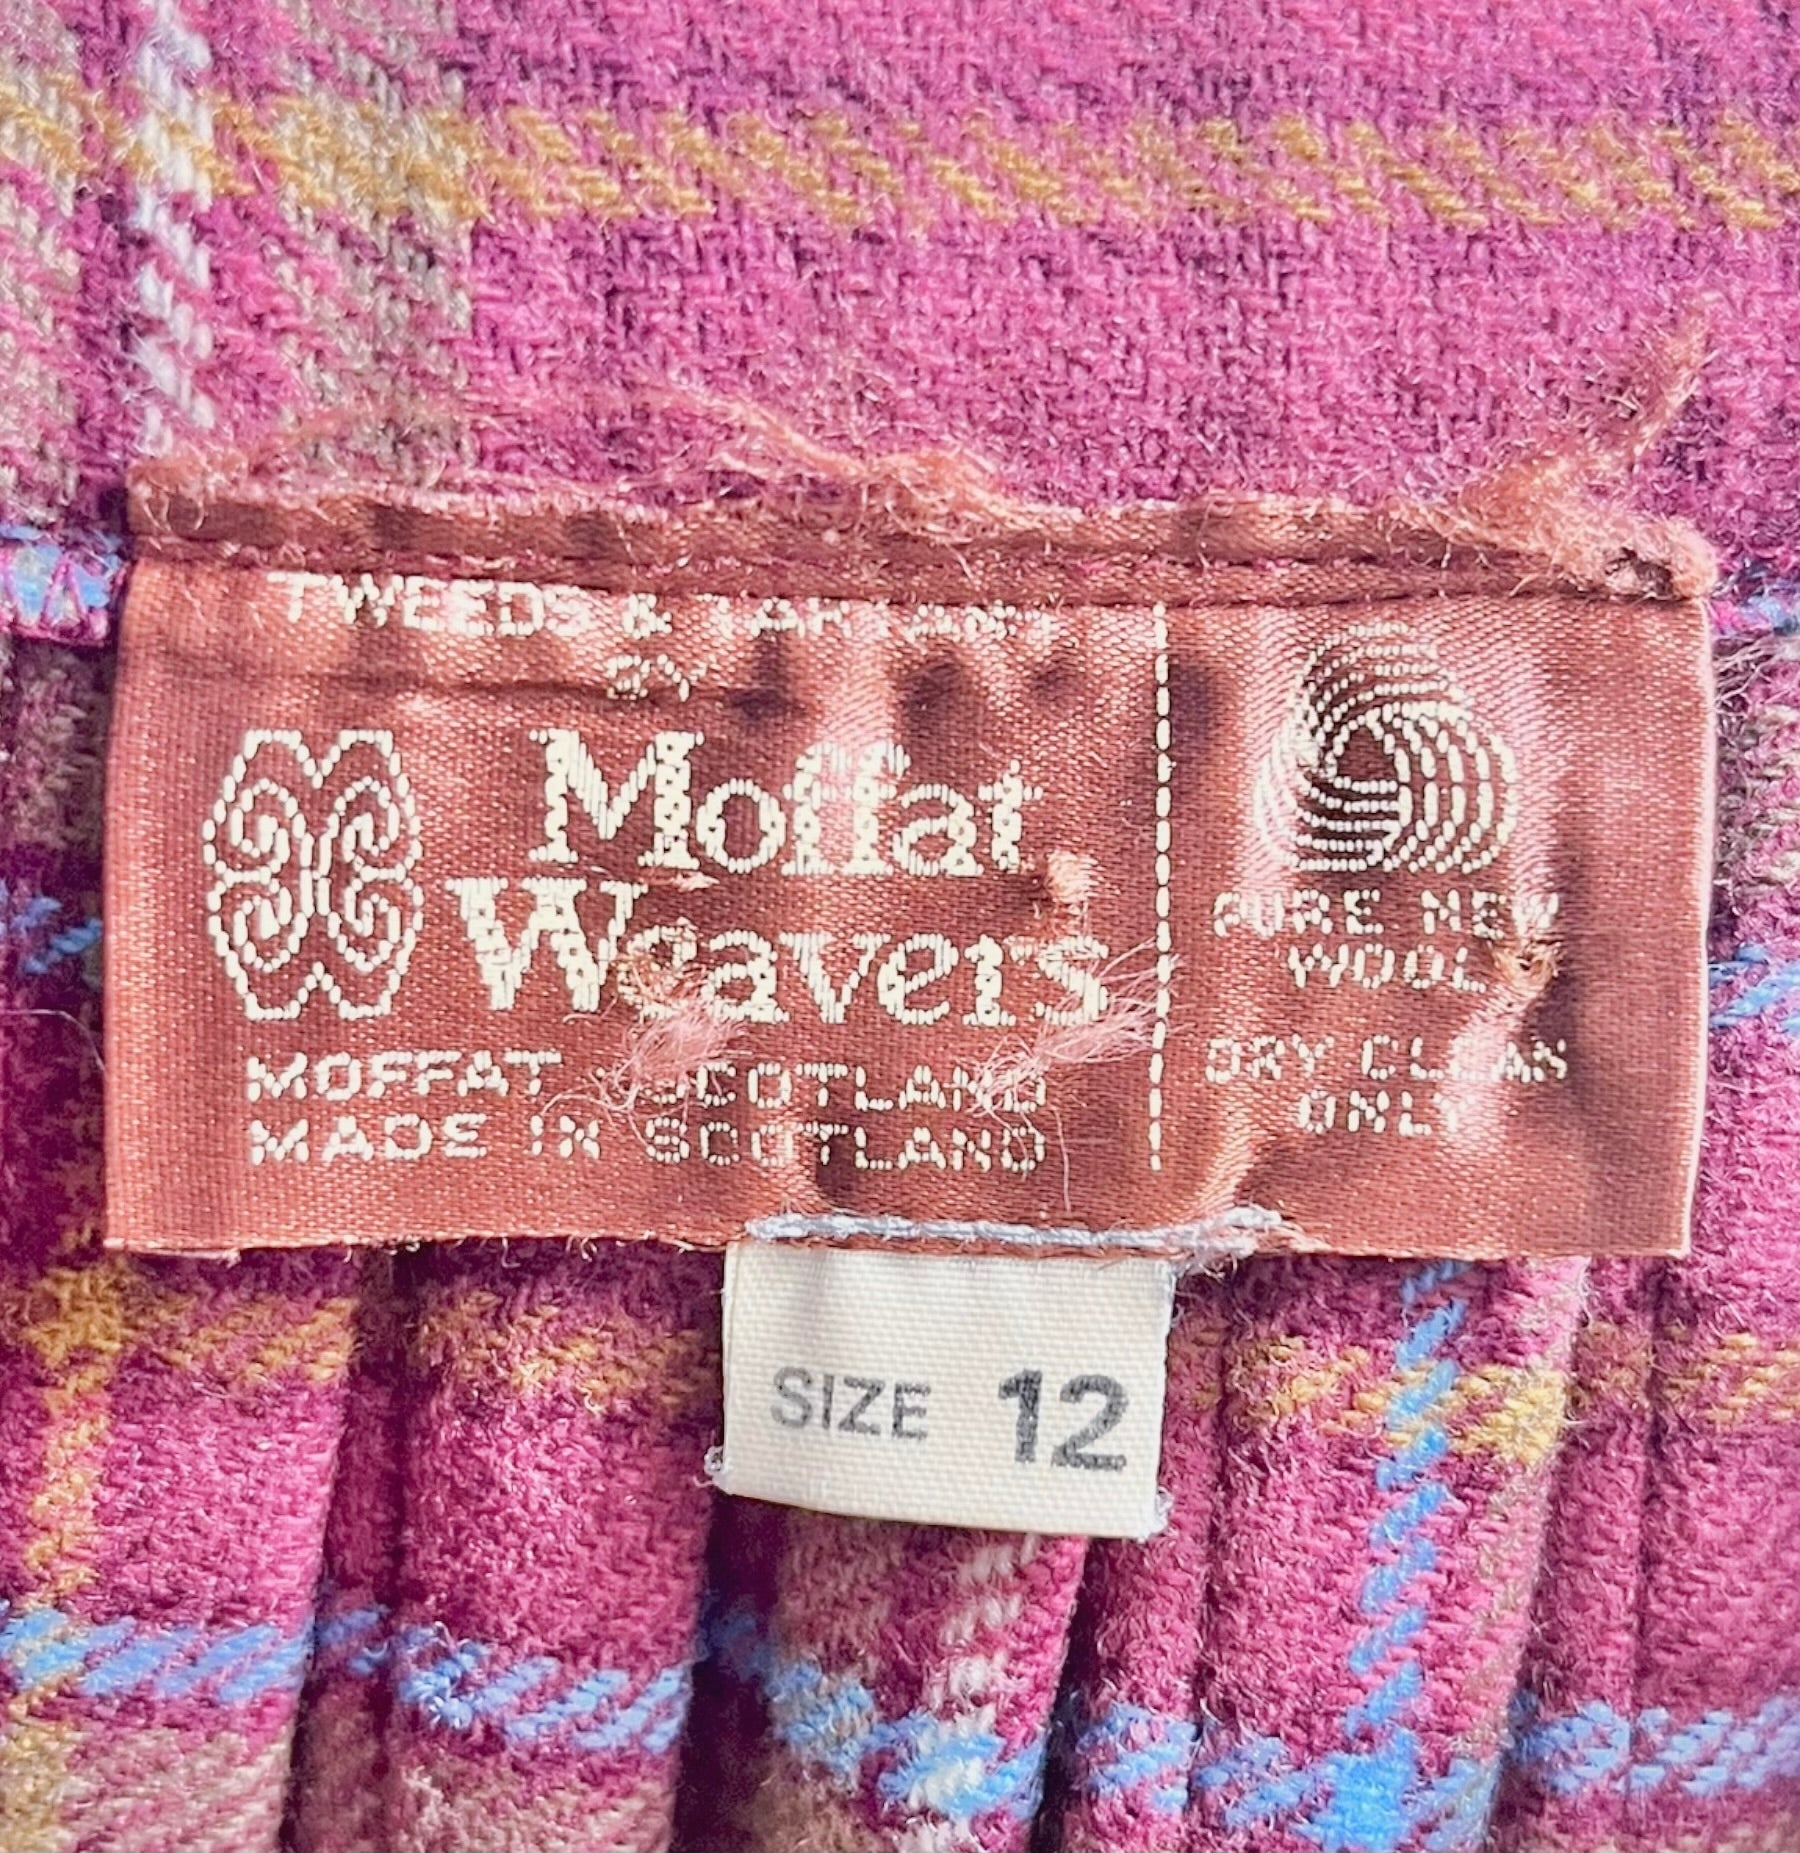 TWEEDS & TARTANS
BY
Moffat
Weavers
MOFFAT · SCOTLAND
MADE IN SCOTLAND
PURE NEW
WOOL
DRY CLEAN
ONLY
SIZE 12